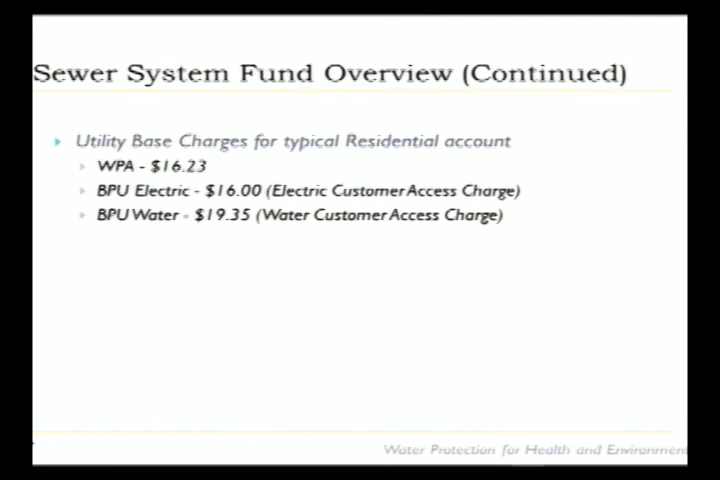 Sewer System Fund Overview (Continued)
Utility Base Charges for typical Residential account
WPA - $16.23
BPU Electric - $16.00 (Electric Customer Access Charge)
BPU Water - $19.35 (Water Customer Access Charge)
Water Protection for Health and Environment